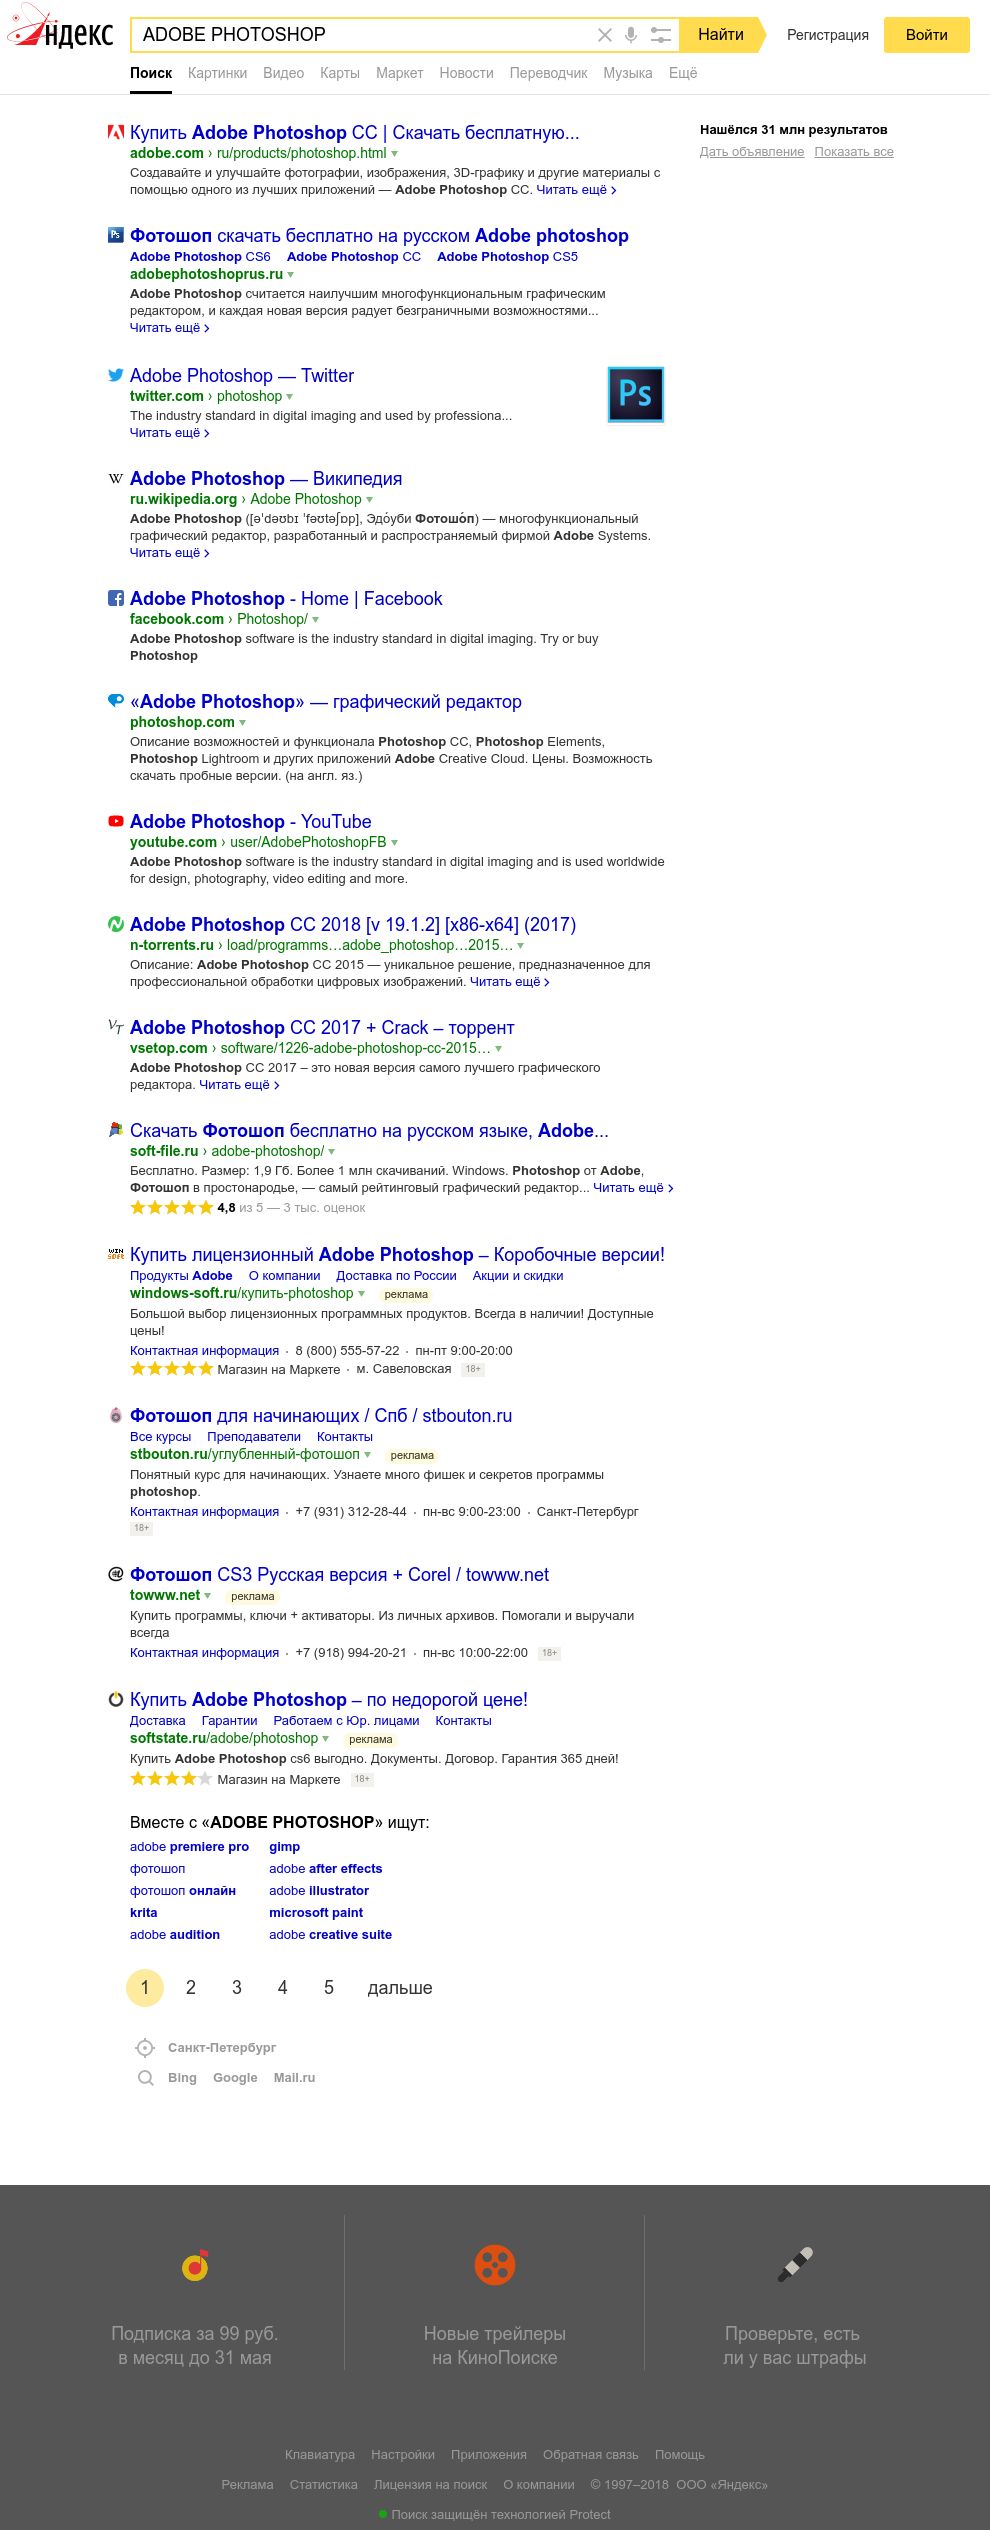 Яндекс
ADOBE PHOTOSHOP
Найти
Регистрация
Войти
Поиск Картинки Видео Карты Маркет Новости Переводчик Музыка Ещё
Нашёлся 31 млн результатов
Дать объявление Показать все
Купить Adobe Photoshop CC | Скачать бесплатную...
adobe.com › ru/products/photoshop.html
Создавайте и улучшайте фотографии, изображения, 3D-графику и другие материалы с
помощью одного из лучших приложений — Adobe Photoshop CC. Читать ещё ›
Ps
Фотошоп скачать бесплатно на русском Adobe photoshop
Adobe Photoshop CS6 Adobe Photoshop CC Adobe Photoshop CS5
adobephotoshoprus.ru
Adobe Photoshop считается наилучшим многофункциональным графическим
редактором, и каждая новая версия радует безграничными возможностями...
Читать ещё ›
Adobe Photoshop — Twitter
twitter.com › photoshop
The industry standard in digital imaging and used by professiona...
Читать ещё ›
Ps
W
Adobe Photoshop — Википедия
ru.wikipedia.org › Adobe Photoshop
Adobe Photoshop ([əˈdəʊbɪ ˈfəʊtəʃɒp], Эдо́уби Фотошо́п) — многофункциональный
графический редактор, разработанный и распространяемый фирмой Adobe Systems.
Читать ещё ›
Adobe Photoshop - Home | Facebook
facebook.com › Photoshop/
Adobe Photoshop software is the industry standard in digital imaging. Try or buy
Photoshop
«Adobe Photoshop» — графический редактор
photoshop.com
Описание возможностей и функционала Photoshop CC, Photoshop Elements,
Photoshop Lightroom и других приложений Adobe Creative Cloud. Цены. Возможность
скачать пробные версии. (на англ. яз.)
Adobe Photoshop - YouTube
youtube.com › user/AdobePhotoshopFB
Adobe Photoshop software is the industry standard in digital imaging and is used worldwide
for design, photography, video editing and more.
Adobe Photoshop CC 2018 [v 19.1.2] [x86-x64] (2017)
n-torrents.ru › load/programms…adobe_photoshop…2015…
Описание: Adobe Photoshop CC 2015 — уникальное решение, предназначенное для
профессиональной обработки цифровых изображений. Читать ещё ›
VT
Adobe Photoshop CC 2017 + Crack – торрент
vsetop.com › software/1226-adobe-photoshop-cc-2015…
Adobe Photoshop CC 2017 – это новая версия самого лучшего графического
редактора. Читать ещё ›
Скачать Фотошоп бесплатно на русском языке, Adobe...
soft-file.ru › adobe-photoshop/
Бесплатно. Размер: 1,9 Гб. Более 1 млн скачиваний. Windows. Photoshop от Adobe,
Фотошоп в простонародье, — самый рейтинговый графический редактор... Читать ещё ›
4,8 из 5 — 3 тыс. оценок
WIN
SOFT
Купить лицензионный Adobe Photoshop – Коробочные версии!
Продукты Adobe О компании Доставка по России Акции и скидки
windows-soft.ru/купить-photoshop реклама
Большой выбор лицензионных программных продуктов. Всегда в наличии! Доступные
цены!
Контактная информация · 8 (800) 555-57-22 · пн-пт 9:00-20:00
Магазин на Маркете · м. Савеловская 18+
Фотошоп для начинающих / Спб / stbouton.ru
Все курсы Преподаватели Контакты
stbouton.ru/углубленный-фотошоп реклама
Понятный курс для начинающих. Узнаете много фишек и секретов программы
photoshop.
Контактная информация · +7 (931) 312-28-44 · пн-вс 9:00-23:00 · Санкт-Петербург
18+
Фотошоп CS3 Русская версия + Corel / towww.net
towww.net реклама
Купить программы, ключи + активаторы. Из личных архивов. Помогали и выручали
всегда
Контактная информация · +7 (918) 994-20-21 · пн-вс 10:00-22:00 18+
Купить Adobe Photoshop – по недорогой цене!
Доставка Гарантии Работаем с Юр. лицами Контакты
softstate.ru/adobe/photoshop реклама
Купить Adobe Photoshop cs6 выгодно. Документы. Договор. Гарантия 365 дней!
Магазин на Маркете 18+
Вместе с «ADOBE PHOTOSHOP» ищут:
adobe premiere pro gimp
фотошоп adobe after effects
фотошоп онлайн adobe illustrator
krita microsoft paint
adobe audition adobe creative suite
1 2 3 4 5 дальше
Санкт-Петербург
Bing Google Mail.ru
Подписка за 99 руб.
в месяц до 31 мая
Новые трейлеры
на КиноПоиске
Проверьте, есть
ли у вас штрафы
Клавиатура Настройки Приложения Обратная связь Помощь
Реклама Статистика Лицензия на поиск О компании © 1997–2018 ООО «Яндекс»
Поиск защищён технологией Protect